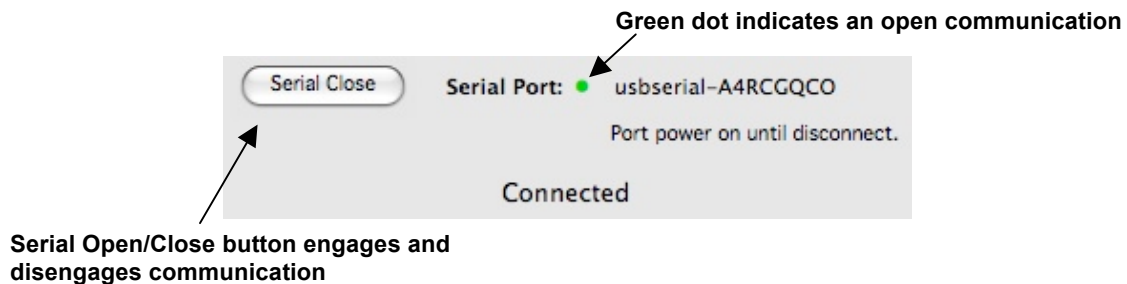 Green dot indicates an open communication
Serial Close
Serial Port: usbserial-A4RCGQCO
Port power on until disconnect.
Connected
Serial Open/Close button engages and
disengages communication